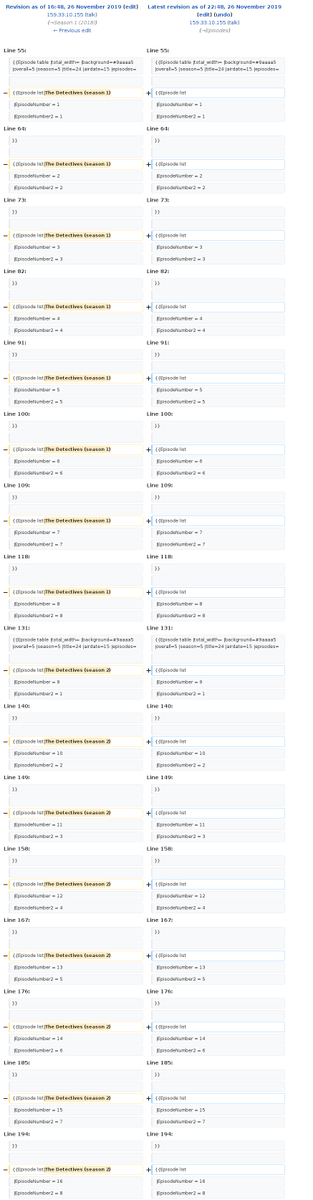 Revision as of 16:48, 26 November 2019 (edit)
159.33.10.155 (talk)
(→Season 1 (2018))
← Previous edit
Latest revision as of 22:48, 26 November 2019
(edit) (undo)
159.33.10.155 (talk)
(→Episodes)
Line 55:
Line 55:
{{Episode table |total_width= |background=#9aaaa5
|overall=5 |season=5 |title=24 |airdate=15 |episodes=
{{Episode table |total_width= |background=#9aaaa5
|overall=5 |season=5 |title=24 |airdate=15 |episodes=
− {{Episode list|The Detectives (season 1)
+ {{Episode list
|EpisodeNumber = 1
|EpisodeNumber = 1
|EpisodeNumber2 = 1
|EpisodeNumber2 = 1
Line 64:
Line 64:
}}
}}
− {{Episode list|The Detectives (season 1)
+ {{Episode list
|EpisodeNumber = 2
|EpisodeNumber = 2
|EpisodeNumber2 = 2
|EpisodeNumber2 = 2
Line 73:
Line 73:
}}
}}
− {{Episode list|The Detectives (season 1)
+ {{Episode list
|EpisodeNumber = 3
|EpisodeNumber = 3
|EpisodeNumber2 = 3
|EpisodeNumber2 = 3
Line 82:
Line 82:
}}
}}
− {{Episode list|The Detectives (season 1)
+ {{Episode list
|EpisodeNumber = 4
|EpisodeNumber = 4
|EpisodeNumber2 = 4
|EpisodeNumber2 = 4
Line 91:
Line 91:
}}
}}
− {{Episode list|The Detectives (season 1)
+ {{Episode list
|EpisodeNumber = 5
|EpisodeNumber = 5
|EpisodeNumber2 = 5
|EpisodeNumber2 = 5
Line 100:
Line 100:
}}
}}
− {{Episode list|The Detectives (season 1)
+ {{Episode list
|EpisodeNumber = 6
|EpisodeNumber = 6
|EpisodeNumber2 = 6
|EpisodeNumber2 = 6
Line 109:
Line 109:
}}
}}
− {{Episode list|The Detectives (season 1)
+ {{Episode list
|EpisodeNumber = 7
|EpisodeNumber = 7
|EpisodeNumber2 = 7
|EpisodeNumber2 = 7
Line 118:
Line 118:
}}
}}
− {{Episode list|The Detectives (season 1)
+ {{Episode list
|EpisodeNumber = 8
|EpisodeNumber = 8
|EpisodeNumber2 = 8
|EpisodeNumber2 = 8
Line 131:
Line 131:
{{Episode table |total_width= |background=#9aaaa5
|overall=5 |season=5 |title=24 |airdate=15 |episodes=
{{Episode table |total_width= |background=#9aaaa5
|overall=5 |season=5 |title=24 |airdate=15 |episodes=
− {{Episode list|The Detectives (season 2)
+ {{Episode list
|EpisodeNumber = 9
|EpisodeNumber = 9
|EpisodeNumber2 = 1
|EpisodeNumber2 = 1
Line 140:
Line 140:
}}
}}
− {{Episode list|The Detectives (season 2)
+ {{Episode list
|EpisodeNumber = 10
|EpisodeNumber = 10
|EpisodeNumber2 = 2
|EpisodeNumber2 = 2
Line 149:
Line 149:
}}
}}
− {{Episode list|The Detectives (season 2)
+ {{Episode list
|EpisodeNumber = 11
|EpisodeNumber = 11
|EpisodeNumber2 = 3
|EpisodeNumber2 = 3
Line 158:
Line 158:
}}
}}
− {{Episode list|The Detectives (season 2)
+ {{Episode list
|EpisodeNumber = 12
|EpisodeNumber = 12
|EpisodeNumber2 = 4
|EpisodeNumber2 = 4
Line 167:
Line 167:
}}
}}
− {{Episode list|The Detectives (season 2)
+ {{Episode list
|EpisodeNumber = 13
|EpisodeNumber = 13
|EpisodeNumber2 = 5
|EpisodeNumber2 = 5
Line 176:
Line 176:
}}
}}
− {{Episode list|The Detectives (season 2)
+ {{Episode list
|EpisodeNumber = 14
|EpisodeNumber = 14
|EpisodeNumber2 = 6
|EpisodeNumber2 = 6
Line 185:
Line 185:
}}
}}
− {{Episode list|The Detectives (season 2)
+ {{Episode list
|EpisodeNumber = 15
|EpisodeNumber = 15
|EpisodeNumber2 = 7
|EpisodeNumber2 = 7
Line 194:
Line 194:
}}
}}
− {{Episode list|The Detectives (season 2)
+ {{Episode list
|EpisodeNumber = 16
|EpisodeNumber = 16
|EpisodeNumber2 = 8
|EpisodeNumber2 = 8